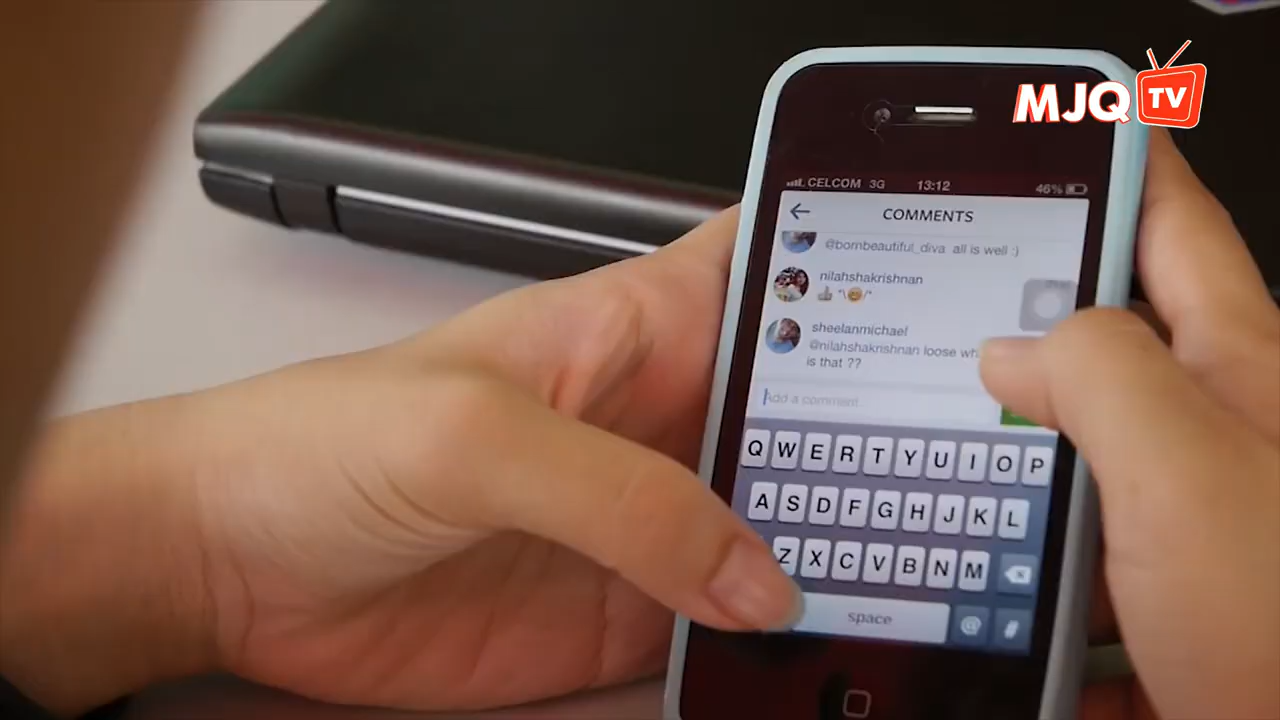 MJQ TV
CELCOM 3G 13:12 46%
COMMENTS
@bornbeautiful_diva all is well :)
nilahshakrishnan
👍 "\😄/"
sheelanmichael
@nilahshakrishnan loose wh
is that ??
Add a comment
Q W E R T Y U I O P
A S D F G H J K L
Z X C V B N M
space @ #